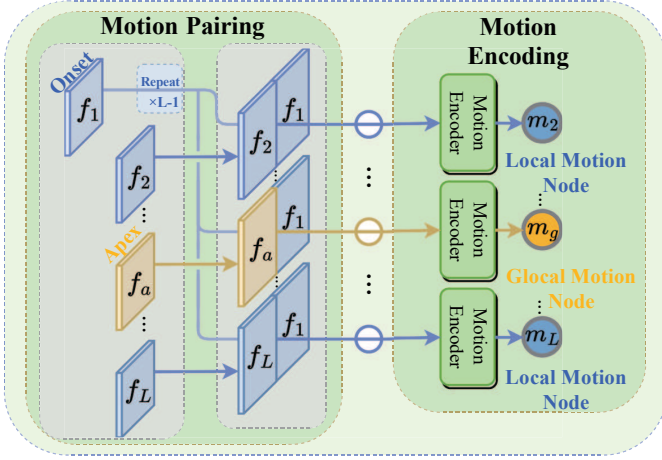 Motion Pairing
Motion
Encoding
Onset
f1
Repeat
×L-1
f2
...
Apex
fa
...
fL
f2
f1
...
fa
f1
...
fL
f1
...
...
Motion
Encoder
m2
Local Motion
Node
...
Motion
Encoder
mg
Glocal Motion
Node
...
Motion
Encoder
mL
Local Motion
Node